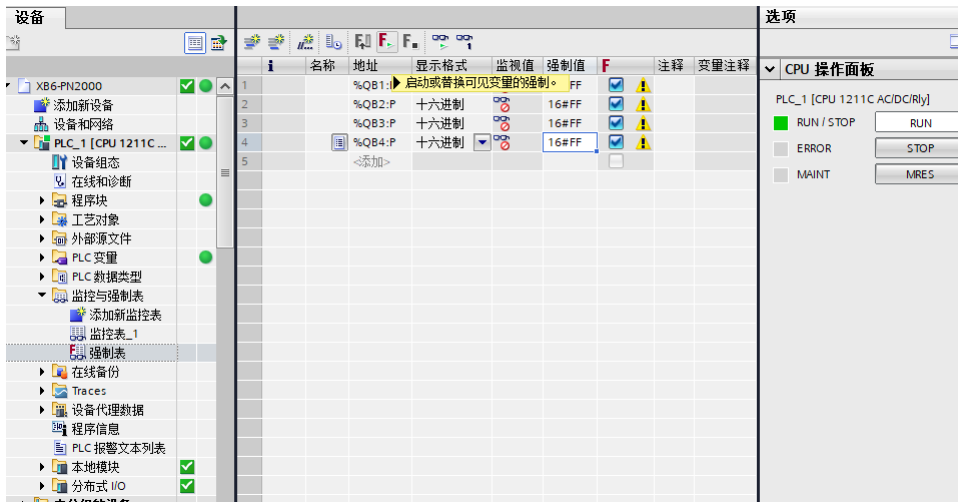 设备
选项
i 名称 地址 显示格式 监视值 强制值 F 注释 变量注释
CPU 操作面板
XB6-PN2000
添加新设备
设备和网络
PLC_1 [CPU 1211C ...
设备组态
在线和诊断
程序块
工艺对象
外部源文件
PLC 变量
PLC 数据类型
监控与强制表
添加新监控表
监控表_1
强制表
在线备份
Traces
设备代理数据
程序信息
PLC 报警文本列表
本地模块
分布式 I/O
1 %QB1: FF
启动或替换可见变量的强制。
2 %QB2:P 十六进制 16#FF
3 %QB3:P 十六进制 16#FF
4 %QB4:P 十六进制 16#FF
5 <添加>
PLC_1 [CPU 1211C AC/DC/Rly]
RUN / STOP RUN
ERROR STOP
MAINT MRES